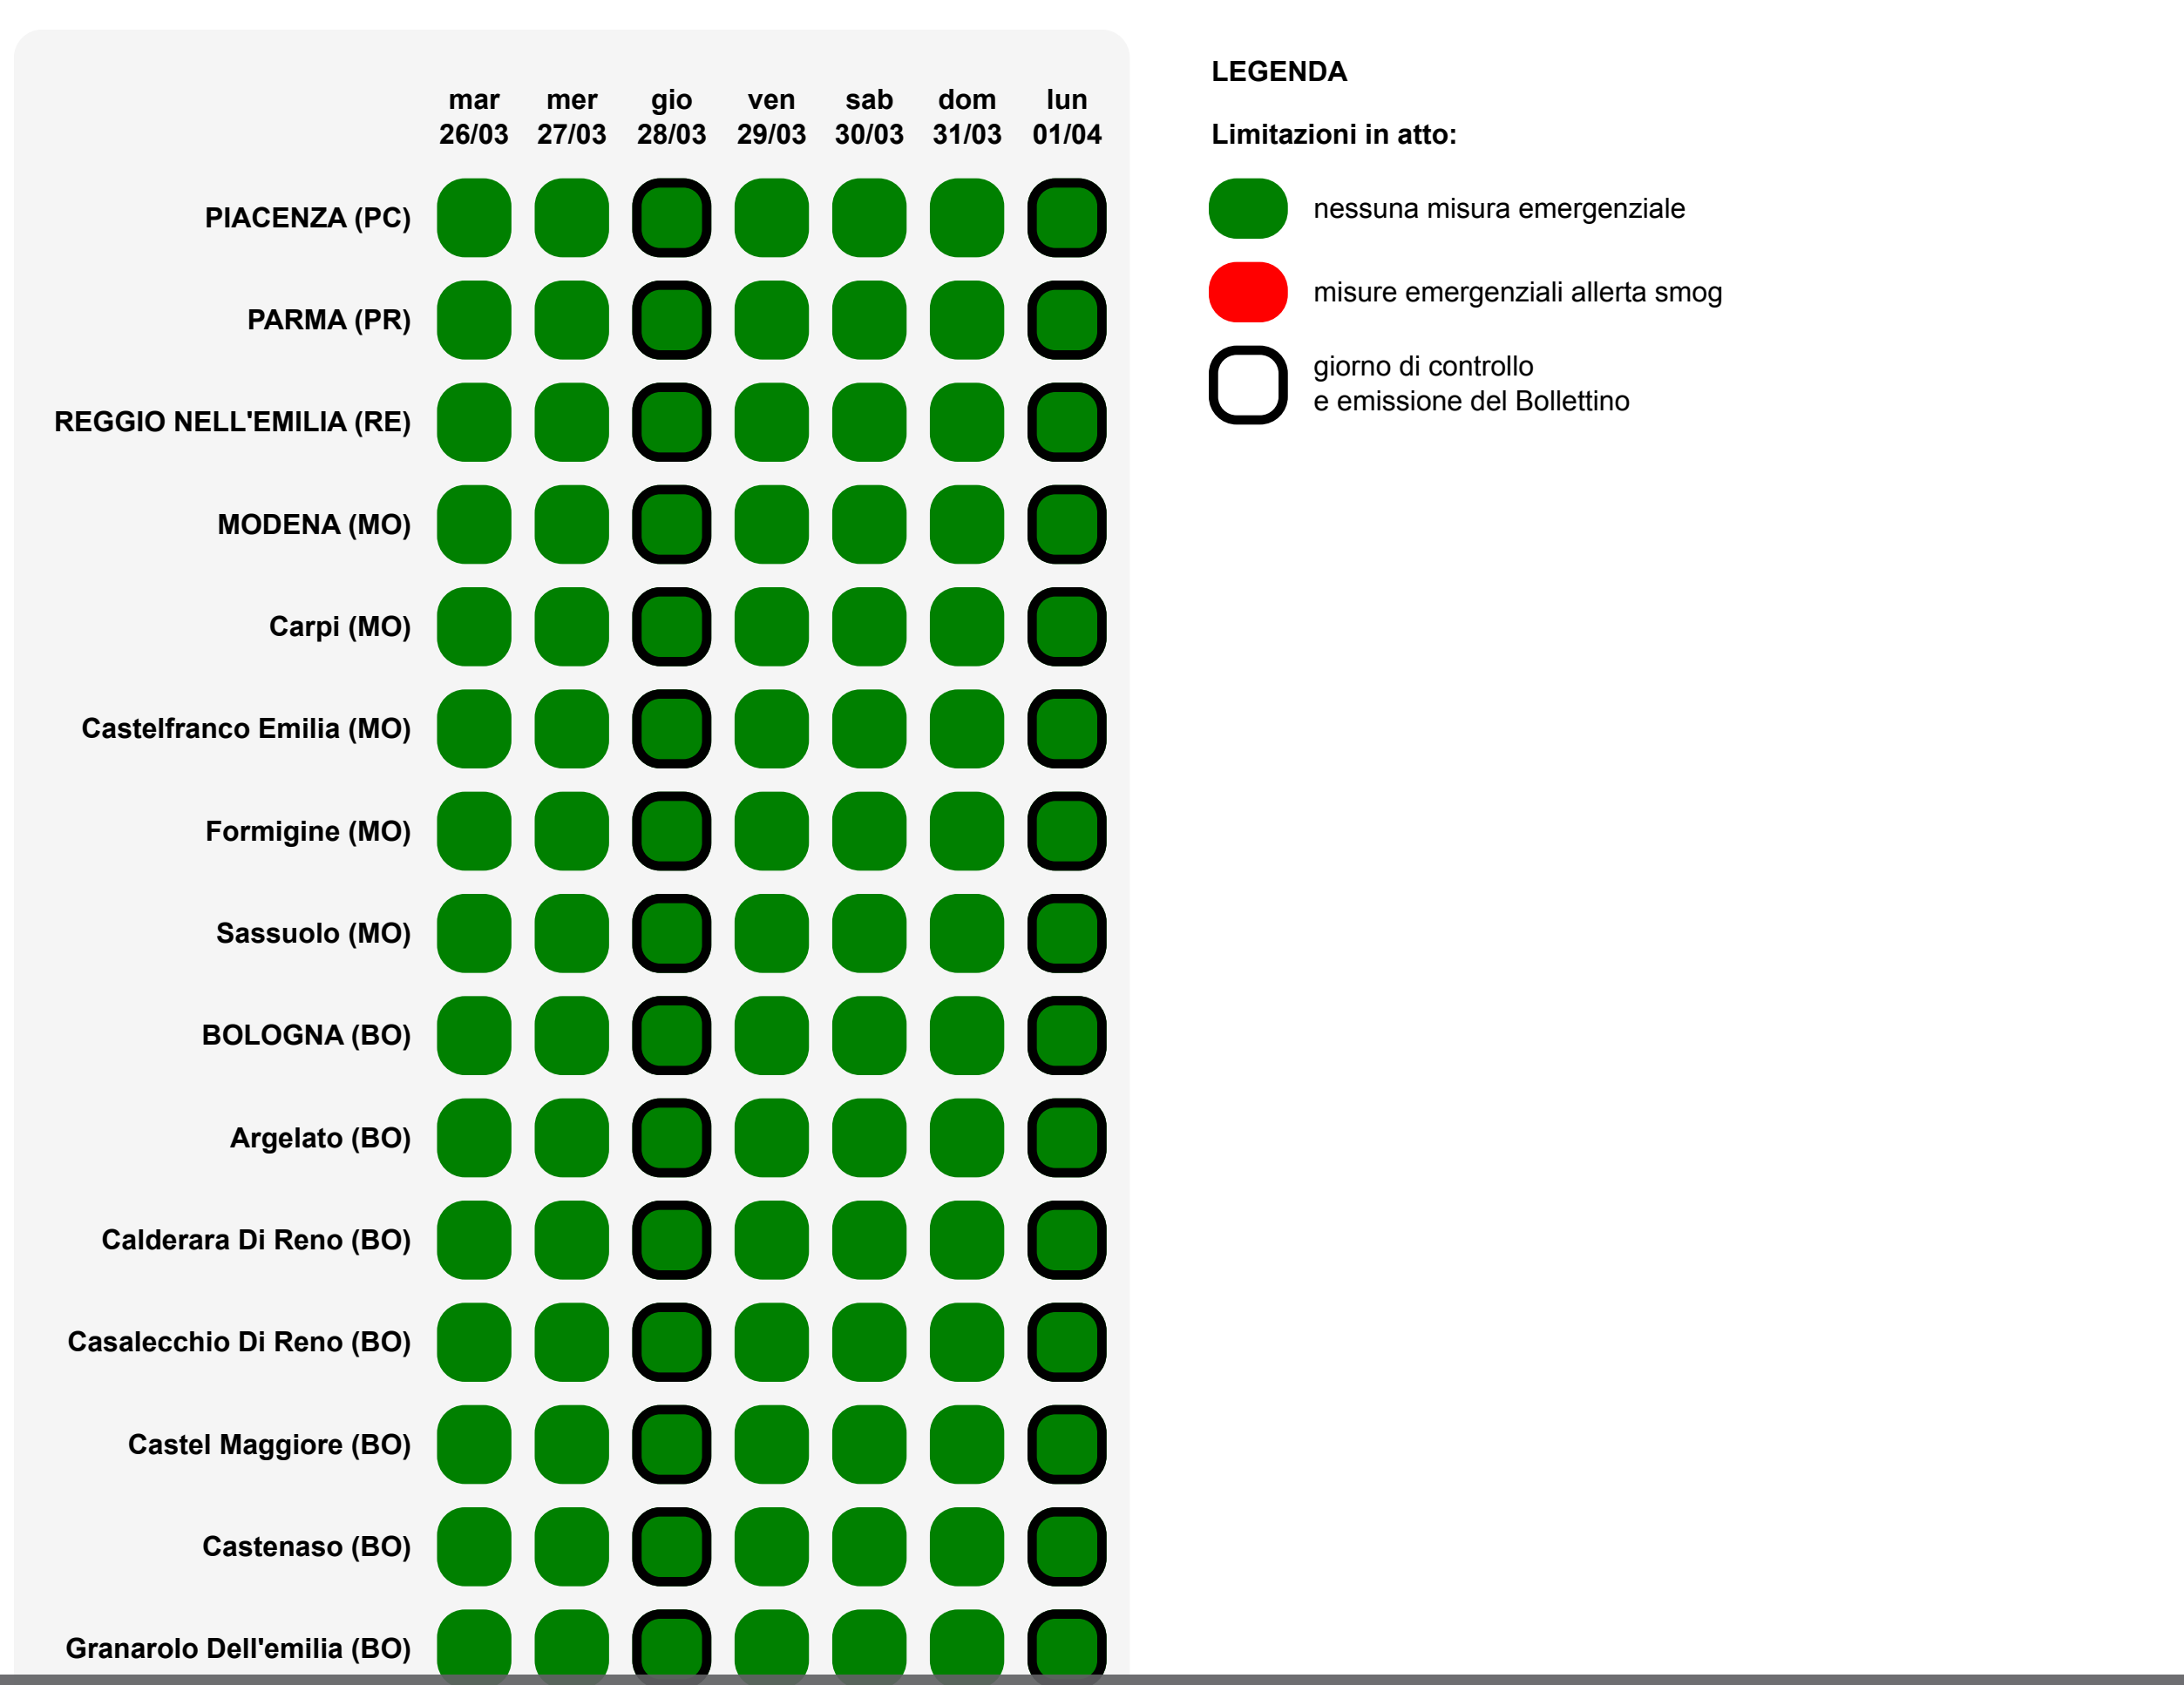 mar mer gio ven sab dom lun
26/03 27/03 28/03 29/03 30/03 31/03 01/04
PIACENZA (PC)
PARMA (PR)
REGGIO NELL'EMILIA (RE)
MODENA (MO)
Carpi (MO)
Castelfranco Emilia (MO)
Formigine (MO)
Sassuolo (MO)
BOLOGNA (BO)
Argelato (BO)
Calderara Di Reno (BO)
Casalecchio Di Reno (BO)
Castel Maggiore (BO)
Castenaso (BO)
Granarolo Dell'emilia (BO)
LEGENDA
Limitazioni in atto:
nessuna misura emergenziale
misure emergenziali allerta smog
giorno di controllo
e emissione del Bollettino